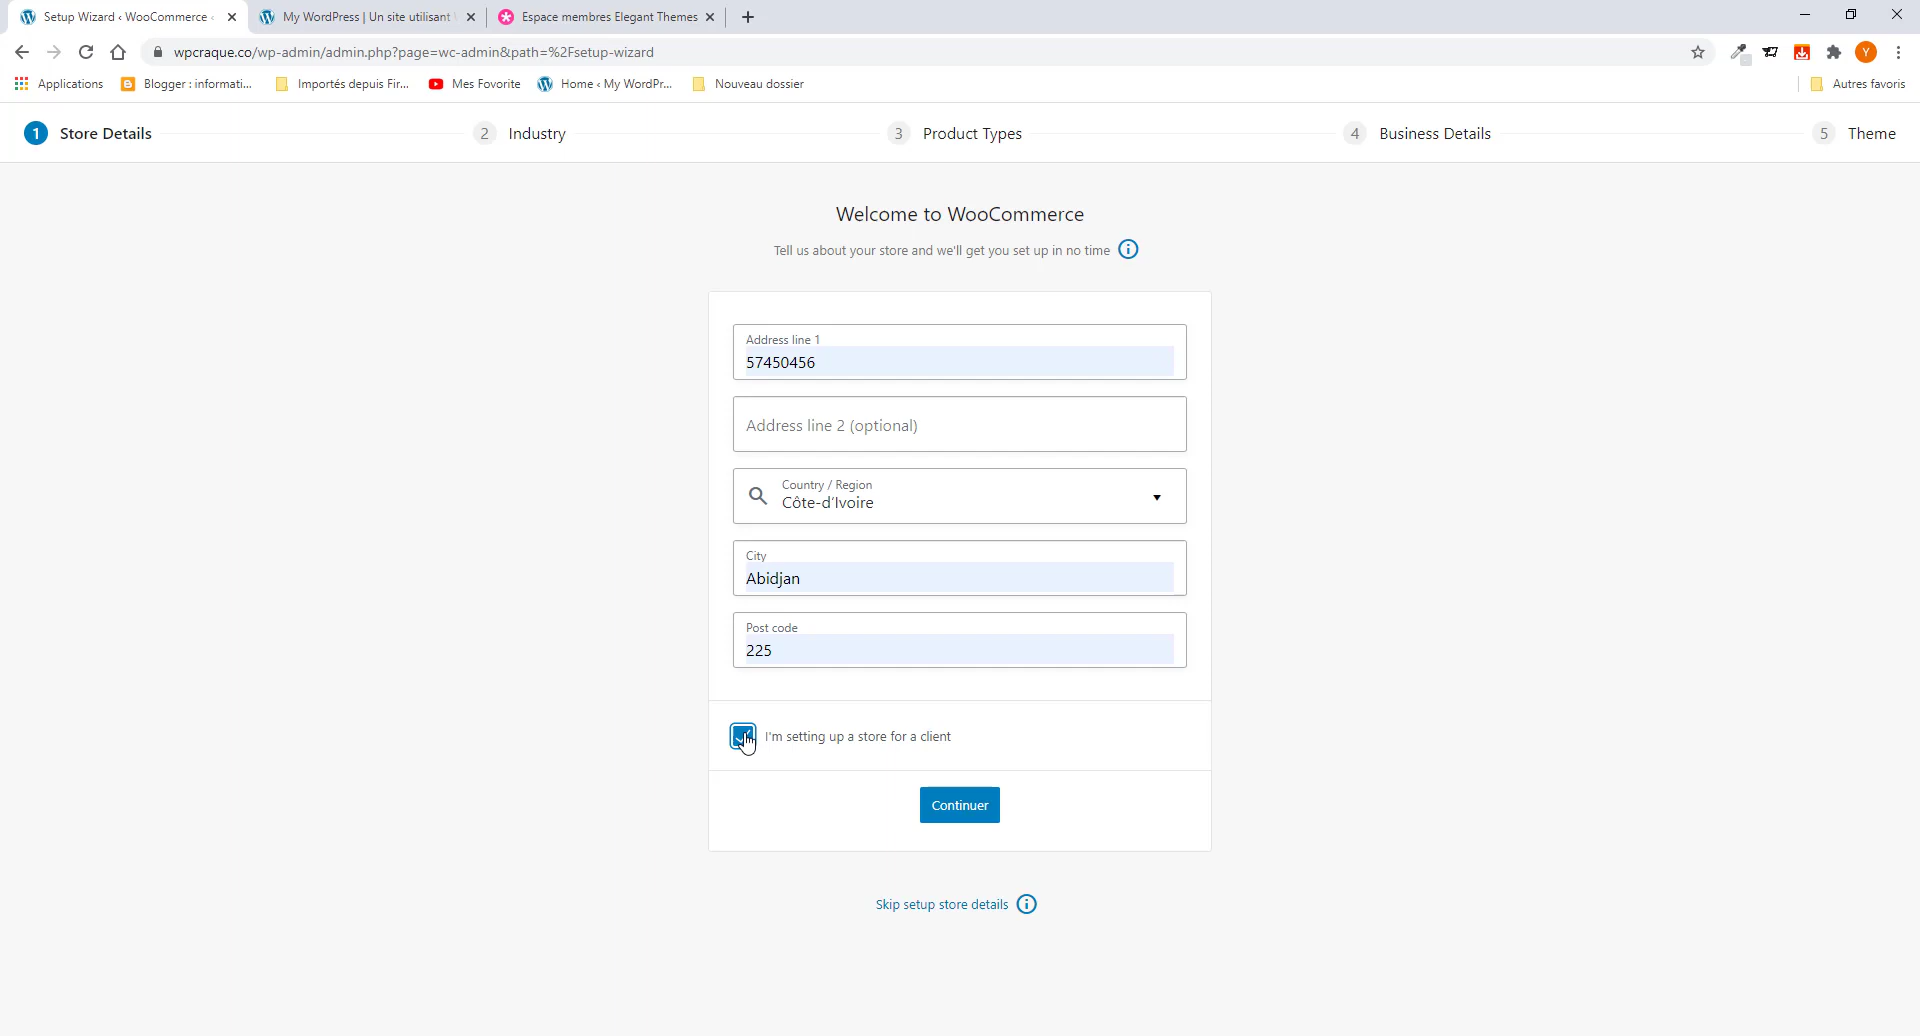 Setup Wizard ‹ WooCommerce ‹
My WordPress | Un site utilisant
Espace membres Elegant Themes
wpcraque.co/wp-admin/admin.php?page=wc-admin&path=%2Fsetup-wizard
Y
Applications
Blogger : informati...
Importés depuis Fir...
Mes Fovorite
Home ‹ My WordPr...
Nouveau dossier
Autres favoris
1 Store Details
2 Industry
3 Product Types
4 Business Details
5 Theme
Welcome to WooCommerce
Tell us about your store and we'll get you set up in no time
Address line 1
57450456
Address line 2 (optional)
Country / Region
Côte-d’Ivoire
City
Abidjan
Post code
225
I'm setting up a store for a client
Continuer
Skip setup store details